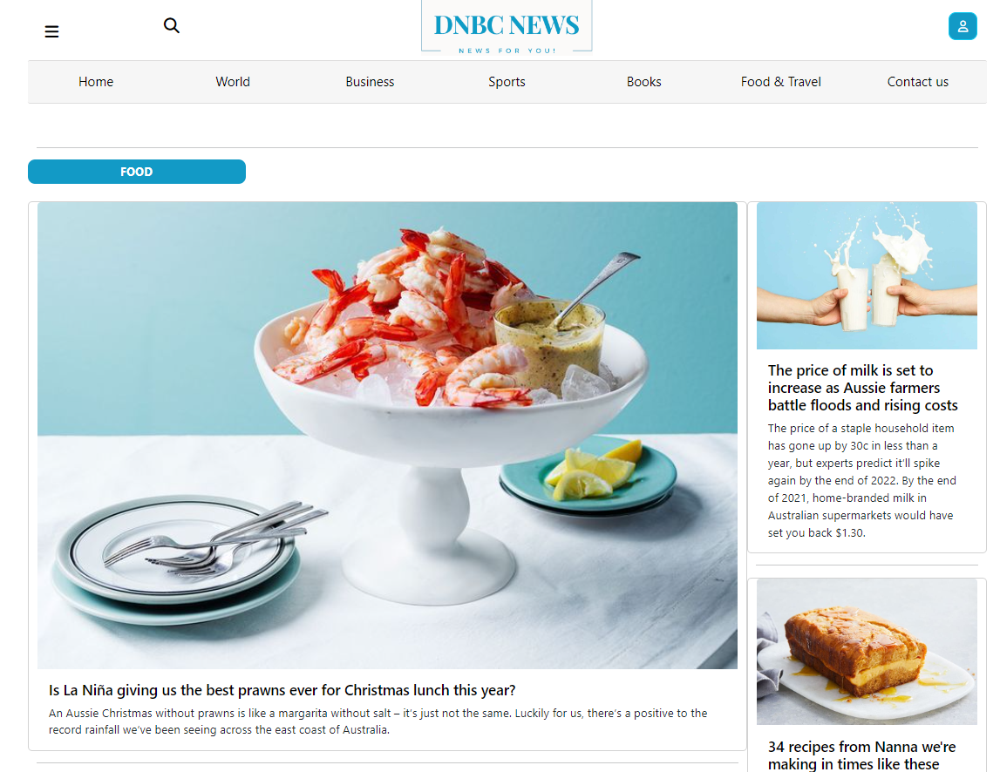 DNBC NEWS
NEWS FOR YOU!
Home World Business Sports Books Food & Travel Contact us
FOOD
Is La Niña giving us the best prawns ever for Christmas lunch this year?
An Aussie Christmas without prawns is like a margarita without salt – it's just not the same. Luckily for us, there's a positive to the
record rainfall we've been seeing across the east coast of Australia.
The price of milk is set to
increase as Aussie farmers
battle floods and rising costs
The price of a staple household item
has gone up by 30c in less than a
year, but experts predict it'll spike
again by the end of 2022. By the end
of 2021, home-branded milk in
Australian supermarkets would have
set you back $1.30.
34 recipes from Nanna we're
making in times like these